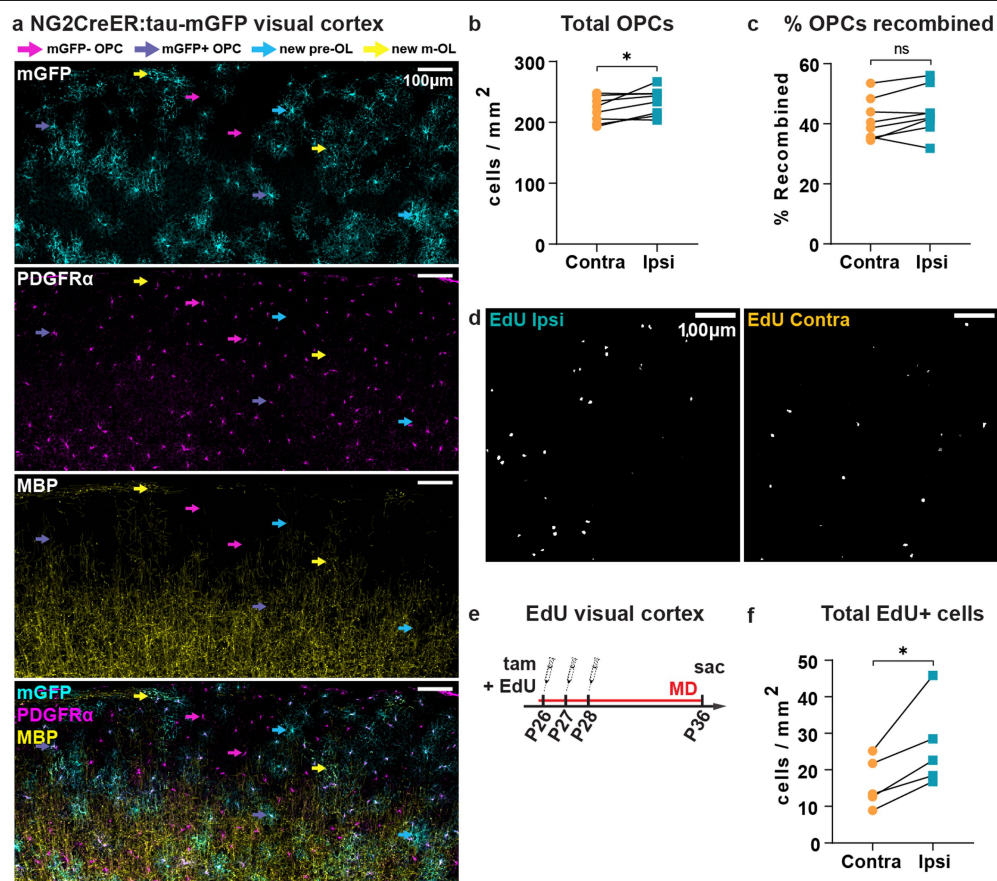 a NG2CreER:tau-mGFP visual cortex
mGFP- OPC mGFP+ OPC new pre-OL new m-OL
mGFP
100µm
PDGFRα
MBP
mGFP
PDGFRα
MBP
b Total OPCs
*
300
200
100
0
cells / mm²
Contra Ipsi
c % OPCs recombined
ns
60
40
20
0
% Recombined
Contra Ipsi
d EdU Ipsi
100µm
EdU Contra
e EdU visual cortex
tam
+ EdU
sac
MD
P26 P27 P28 P36
f Total EdU+ cells
*
50
40
30
20
10
0
cells / mm²
Contra Ipsi